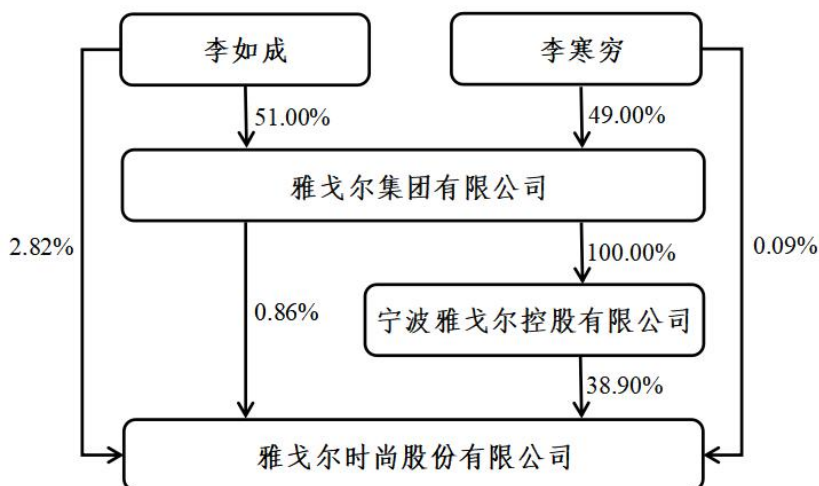 李如成
李寒穷
51.00%
49.00%
雅戈尔集团有限公司
2.82%
100.00%
0.09%
0.86%
宁波雅戈尔控股有限公司
38.90%
雅戈尔时尚股份有限公司